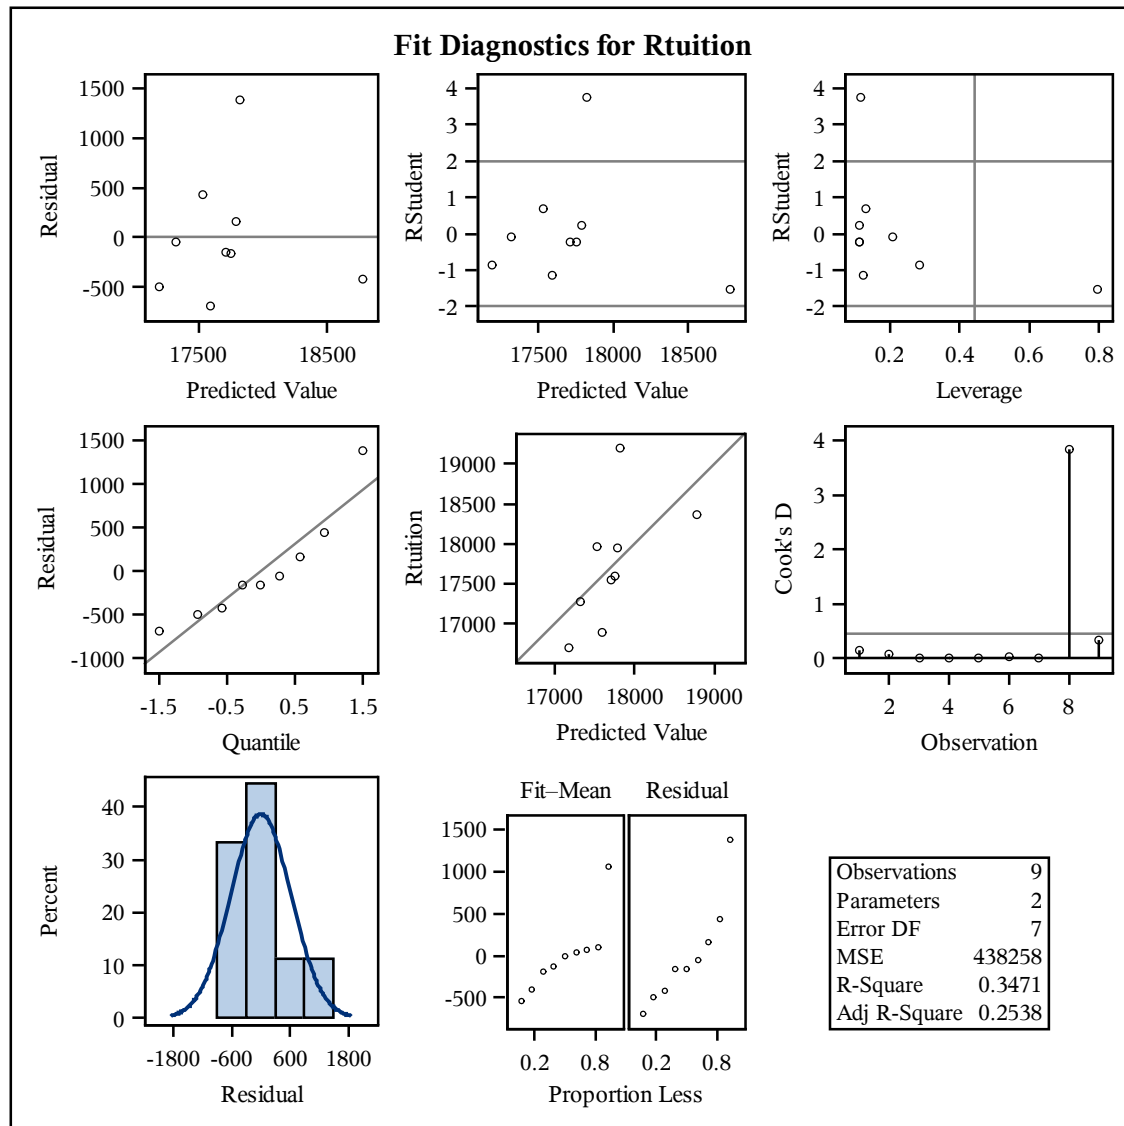 Fit Diagnostics for Rtuition
1500
1000
500
0
-500
Residual
17500 18500
Predicted Value
4
3
2
1
0
-1
-2
RStudent
17500 18000 18500
Predicted Value
4
3
2
1
0
-1
-2
RStudent
0.2 0.4 0.6 0.8
Leverage
1500
1000
500
0
-500
-1000
Residual
-1.5 -0.5 0.5 1.5
Quantile
19000
18500
18000
17500
17000
Rtuition
17000 18000 19000
Predicted Value
4
3
2
1
0
Cook's D
2 4 6 8
Observation
40
30
20
10
0
Percent
-1800 -600 600 1800
Residual
Fit–Mean Residual
1500
1000
500
0
-500
0.2 0.8 0.2 0.8
Proportion Less
Observations 9
Parameters 2
Error DF 7
MSE 438258
R-Square 0.3471
Adj R-Square 0.2538